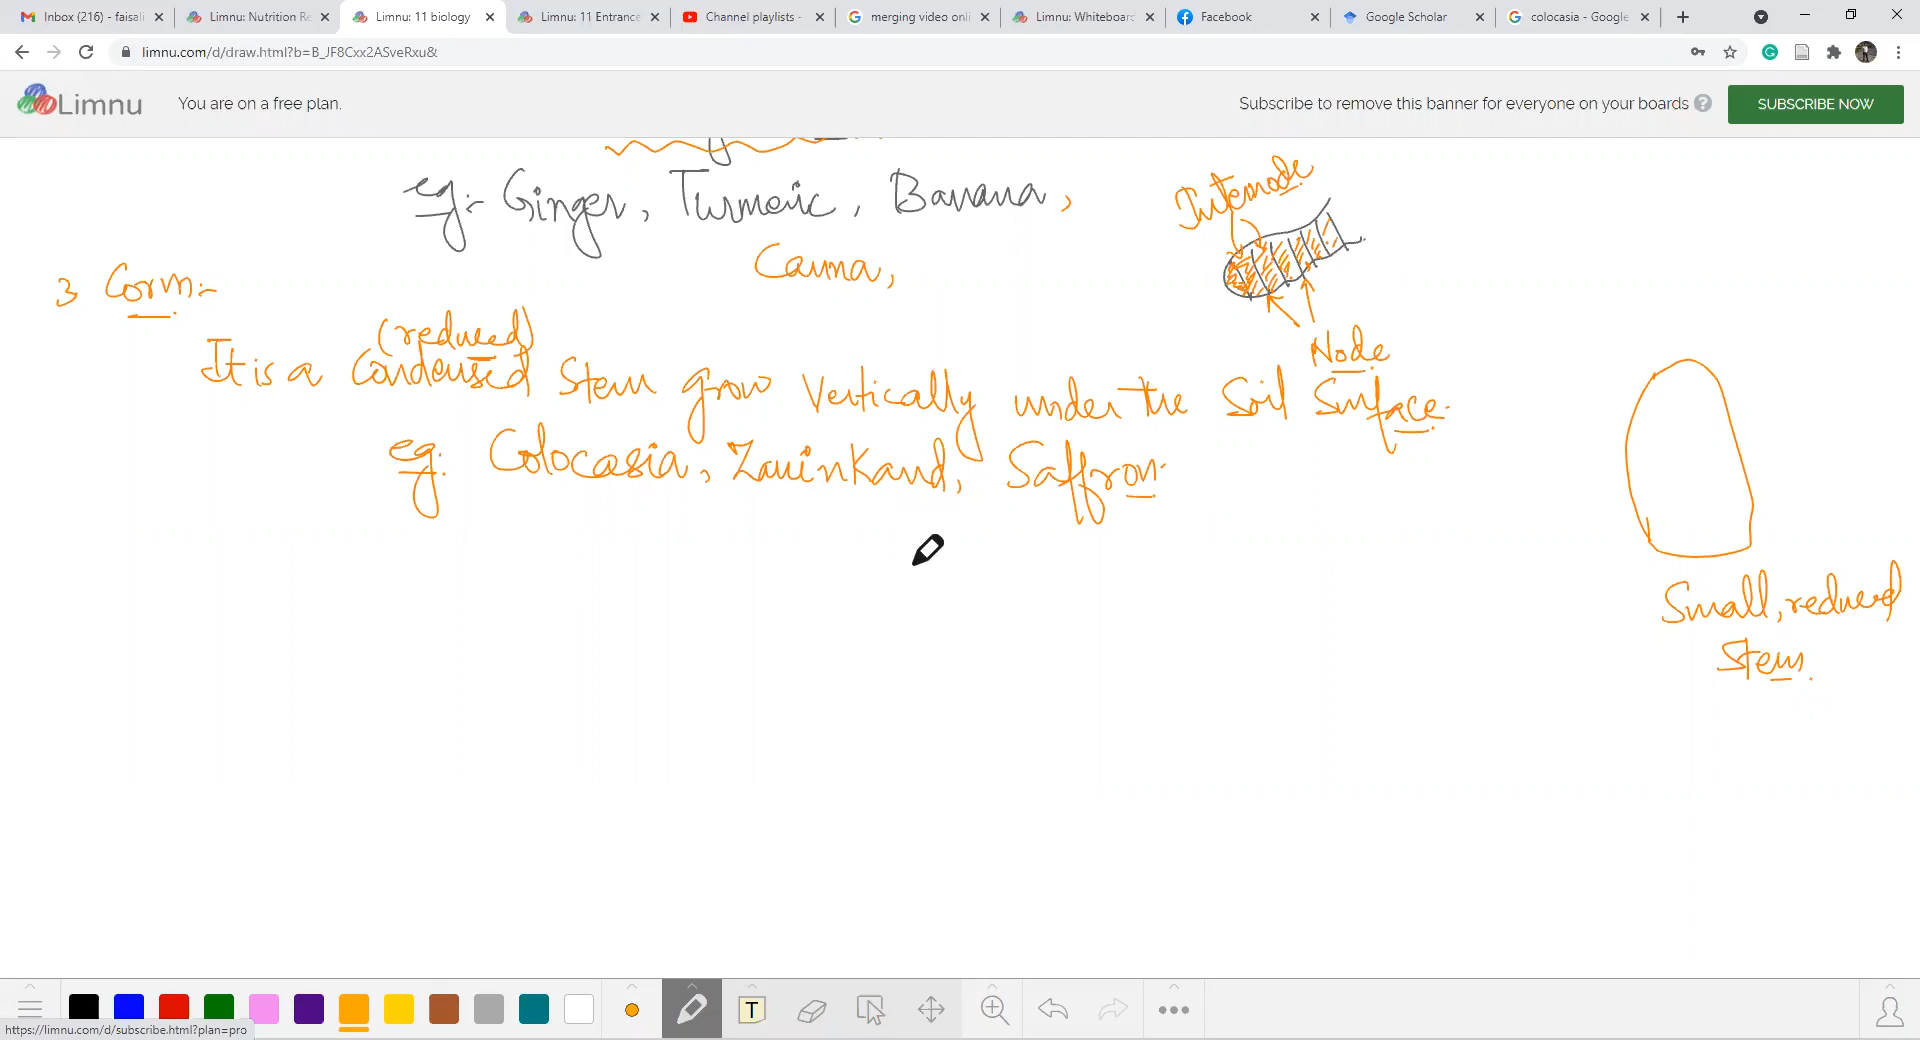 Inbox (216) - faisali
Limnu: Nutrition Re
Limnu: 11 biology
Limnu: 11 Entrance
Channel playlists -
merging video onli
Limnu: Whiteboard
Facebook
Google Scholar
colocasia - Google
limnu.com/d/draw.html?b=B_JF8Cxx2ASveRxu&
Limnu
You are on a free plan.
Subscribe to remove this banner for everyone on your boards ?
SUBSCRIBE NOW
eg:- Ginger, Turmeric, Banana,
Canna,
Internode
Node
3 Corm:-
(reduced)
It is a Condensed Stem grow Vertically under the Soil Surface.
eg: Colocasia, Zaminkand, Saffron.
Small, reduced
Stem.
T
https://limnu.com/d/subscribe.html?plan=pro